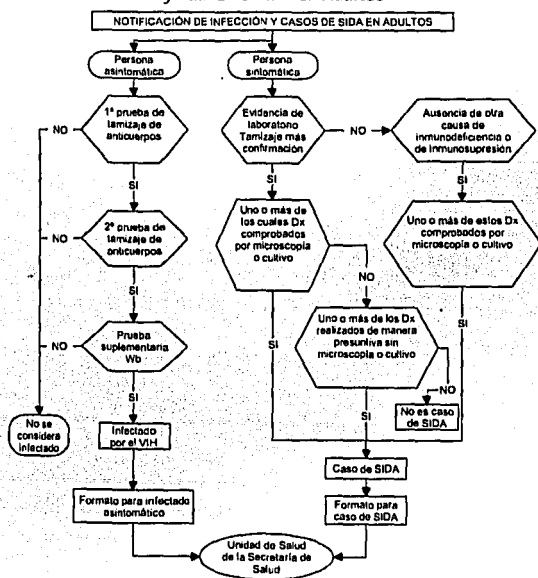 NOTIFICACIÓN DE INFECCIÓN Y CASOS DE SIDA EN ADULTOS
Persona
asintomática
Persona
sintomática
1ª prueba de
tamizaje de
anticuerpos
NO
SI
Evidencia de
laboratorio
Tamizaje más
confirmación
NO
SI
Ausencia de otra
causa de
inmunodeficiencia o
de inmunosupresión
SI
2ª prueba de
tamizaje de
anticuerpos
NO
SI
Uno o más de
los cuales Dx
comprobados
por microscopía
o cultivo
NO
SI
Uno o más de estos Dx
comprobados por
microscopía o cultivo
SI
Prueba
suplementaria
Wb
NO
SI
Uno o más de los Dx
realizados de manera
presuntiva sin
microscopía o cultivo
NO
SI
No es caso
de SIDA
No se
considera
infectado
Infectado
por el VIH
Caso de SIDA
Formato para infectado
asintomático
Formato para
caso de SIDA
Unidad de Salud
de la Secretaría de
Salud